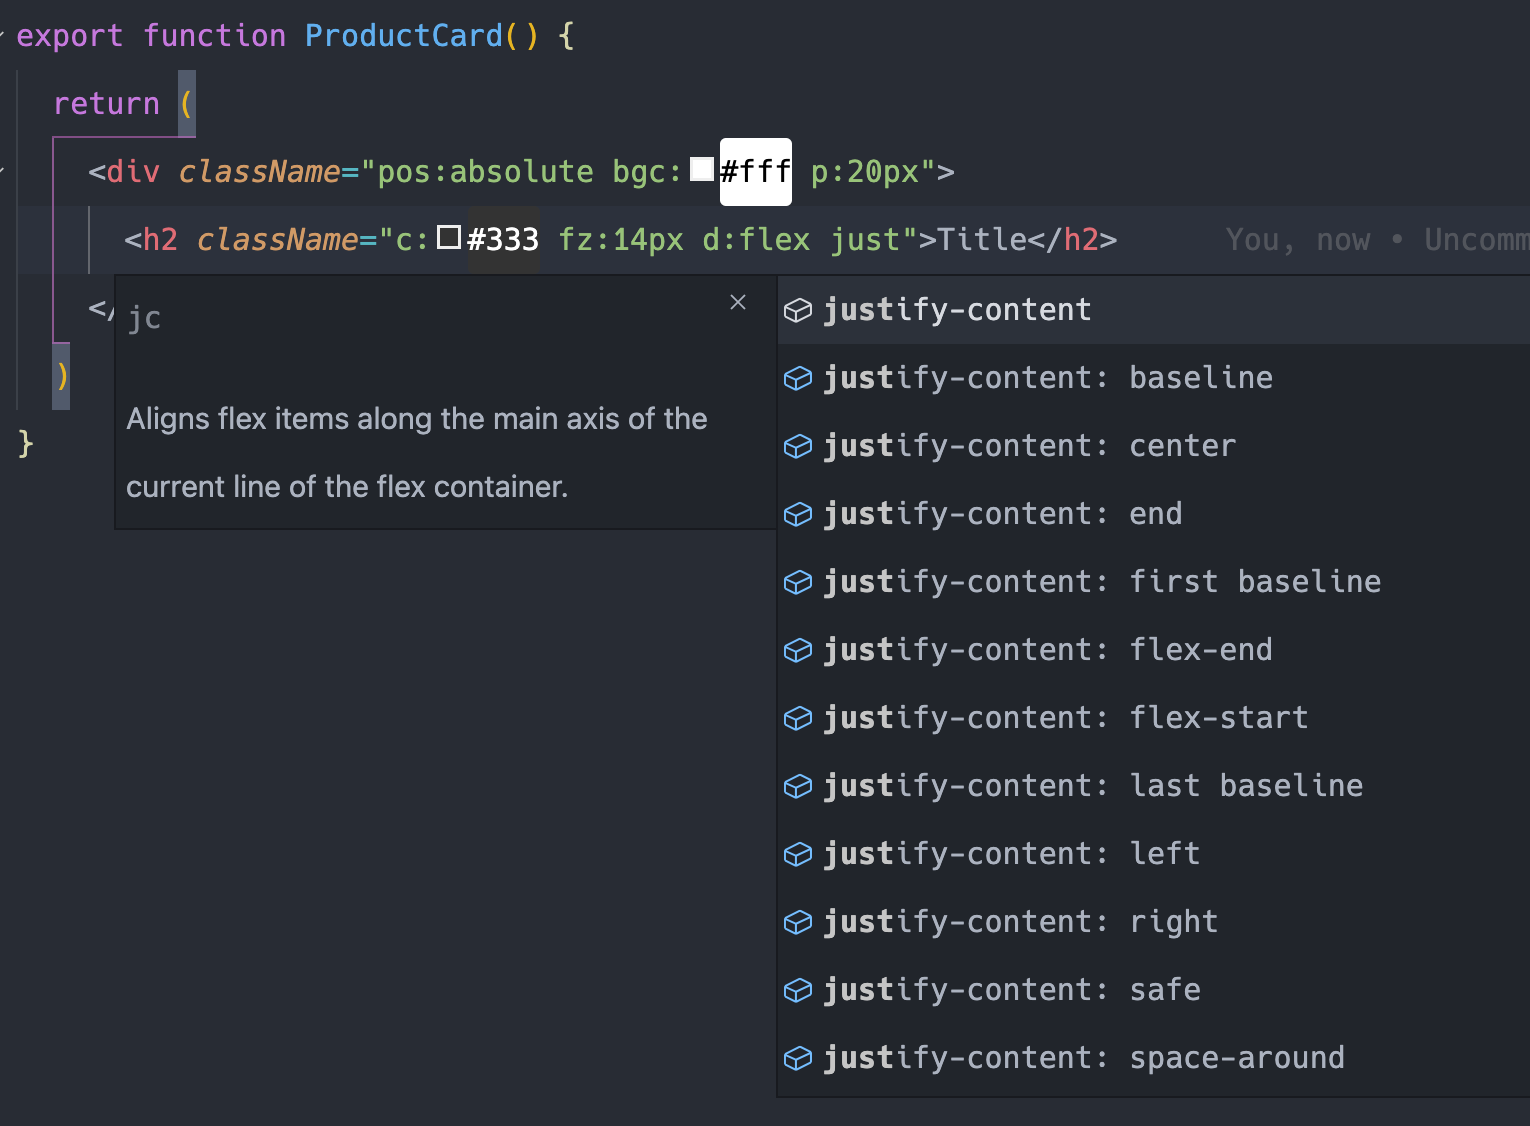 export function ProductCard() {
return (
<div className="pos:absolute bgc:#fff p:20px">
<h2 className="c:#333 fz:14px d:flex just">Title</h2> You, now • Uncomm
</
)
}
jc
Aligns flex items along the main axis of the
current line of the flex container.
justify-content
justify-content: baseline
justify-content: center
justify-content: end
justify-content: first baseline
justify-content: flex-end
justify-content: flex-start
justify-content: last baseline
justify-content: left
justify-content: right
justify-content: safe
justify-content: space-around